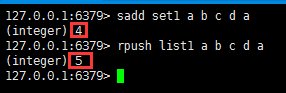 127.0.0.1:6379> sadd set1 a b c d a
(integer) 4
127.0.0.1:6379> rpush list1 a b c d a
(integer) 5
127.0.0.1:6379>